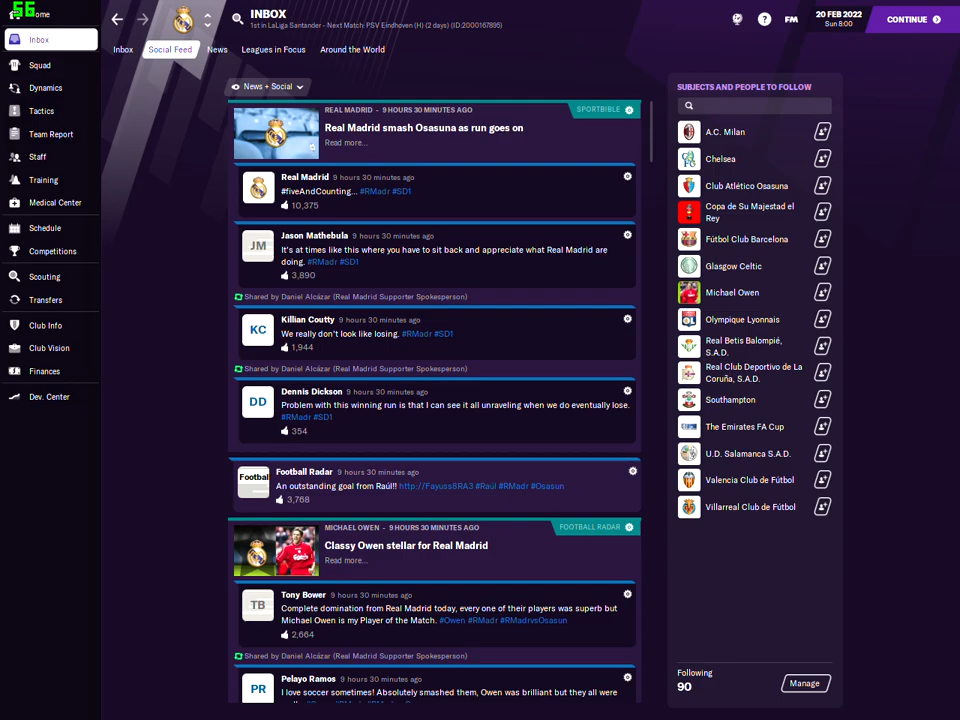 56
ome
INBOX
1st in LaLiga Santander - Next Match: PSV Eindhoven (H) (2 days) (ID:2000167895)
FM
20 FEB 2022
Sun 8:00
CONTINUE
Inbox
Social Feed
News
Leagues in Focus
Around the World
Inbox
Squad
Dynamics
Tactics
Team Report
Staff
Training
Medical Center
Schedule
Competitions
Scouting
Transfers
Club Info
Club Vision
Finances
Dev. Center
News + Social
REAL MADRID - 9 HOURS 30 MINUTES AGO
SPORTBIBLE
Real Madrid smash Osasuna as run goes on
Read more...
Real Madrid 9 hours 30 minutes ago
#fiveAndCounting... #RMadr #SD1
10,375
JM
Jason Mathebula 9 hours 30 minutes ago
It's at times like this where you have to sit back and appreciate what Real Madrid are
doing. #RMadr #SD1
3,890
Shared by Daniel Alcázar (Real Madrid Supporter Spokesperson)
KC
Killian Coutty 9 hours 30 minutes ago
We really don't look like losing. #RMadr #SD1
1,944
Shared by Daniel Alcázar (Real Madrid Supporter Spokesperson)
DD
Dennis Dickson 9 hours 30 minutes ago
Problem with this winning run is that I can see it all unraveling when we do eventually lose.
#RMadr #SD1
354
Footbal
Football Radar 9 hours 30 minutes ago
An outstanding goal from Raúl!! http://Fayuss8RA3 #Raúl #RMadr #Osasun
3,768
MICHAEL OWEN - 9 HOURS 30 MINUTES AGO
FOOTBALL RADAR
Classy Owen stellar for Real Madrid
Read more...
TB
Tony Bower 9 hours 30 minutes ago
Complete domination from Real Madrid today, every one of their players was superb but
Michael Owen is my Player of the Match. #Owen #RMadr #RMadrvsOsasun
2,664
Shared by Daniel Alcázar (Real Madrid Supporter Spokesperson)
PR
Pelayo Ramos 9 hours 30 minutes ago
I love soccer sometimes! Absolutely smashed them, Owen was brilliant but they all were
SUBJECTS AND PEOPLE TO FOLLOW
A.C. Milan
Chelsea
Club Atlético Osasuna
Copa de Su Majestad el
Rey
Fútbol Club Barcelona
Glasgow Celtic
Michael Owen
Olympique Lyonnais
Real Betis Balompié,
S.A.D.
Real Club Deportivo de La
Coruña, S.A.D.
Southampton
The Emirates FA Cup
U.D. Salamanca S.A.D.
Valencia Club de Fútbol
Villarreal Club de Fútbol
Following
90
Manage